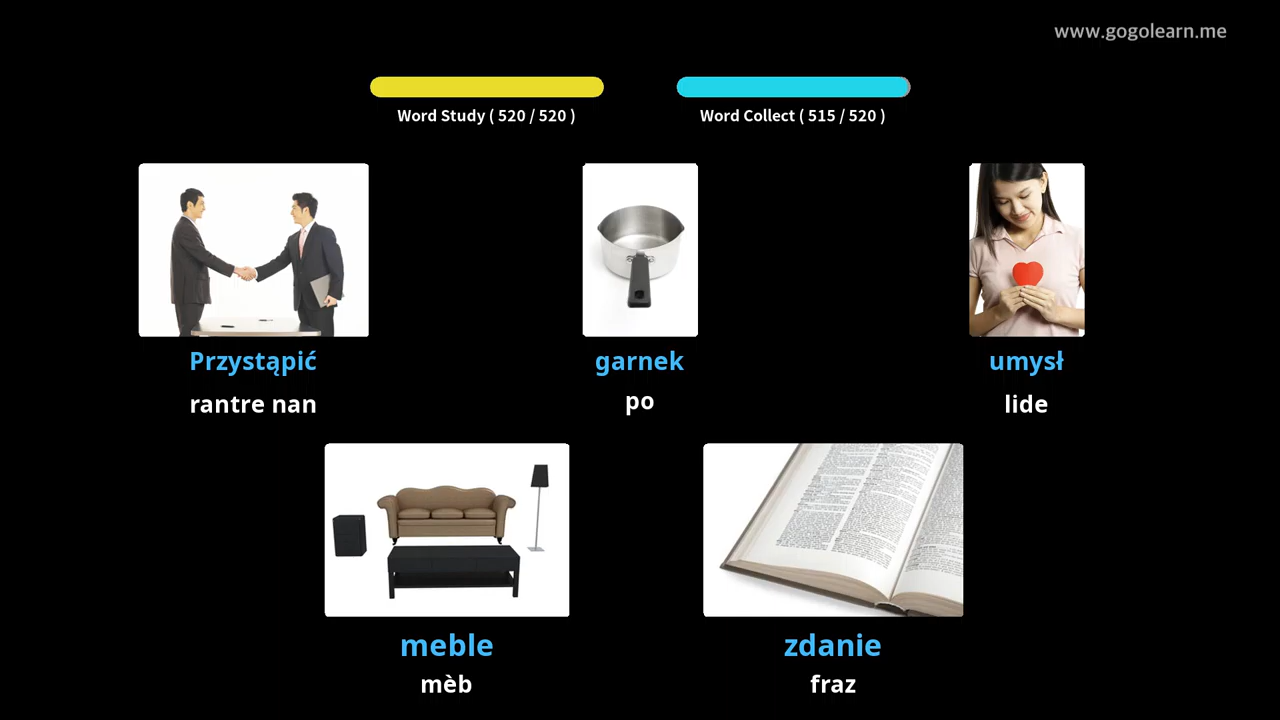 www.gogolearn.me
Word Study ( 520 / 520 )
Word Collect ( 515 / 520 )
Przystąpić
rantre nan
garnek
po
umysł
lide
meble
mèb
zdanie
fraz